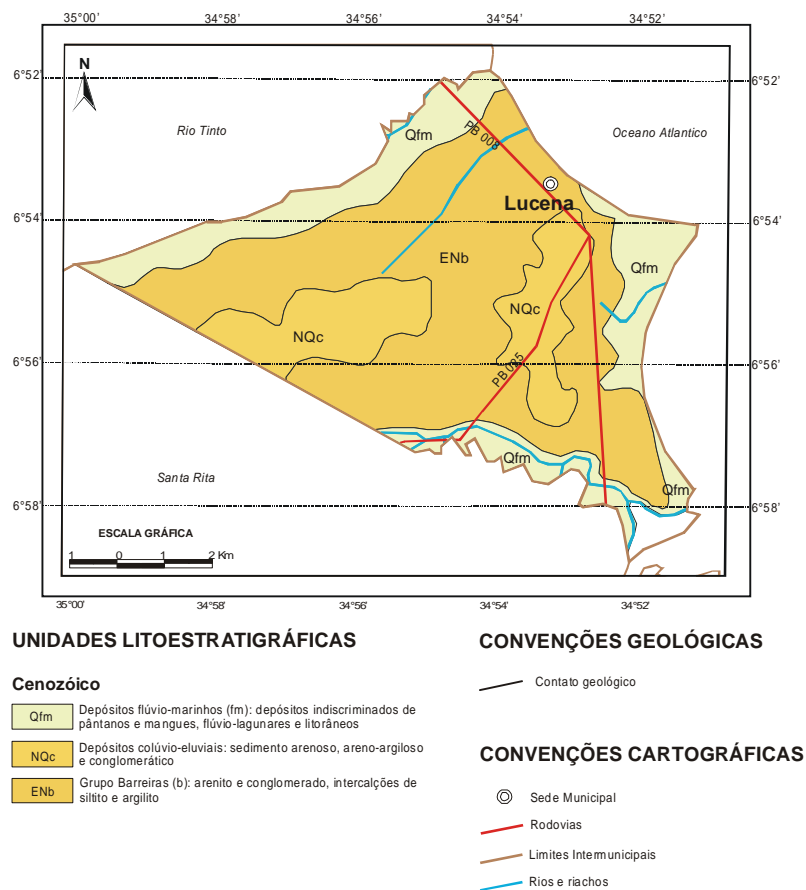 35°00' 34°58' 34°56' 34°54' 34°52'
6°52' 6°52'
N
Rio Tinto
Qfm
PB 008
Oceano Atlantico
Lucena
6°54' 6°54'
ENb
Qfm
NQc
NQc
6°56' 6°56'
PB 025
Qfm
Santa Rita
Qfm
6°58' 6°58'
ESCALA GRÁFICA
1 0 1 2 Km
35°00' 34°58' 34°56' 34°54' 34°52'
UNIDADES LITOESTRATIGRÁFICAS
Cenozóico
Qfm Depósitos flúvio-marinhos (fm): depósitos indiscriminados de
pântanos e mangues, flúvio-lagunares e litorâneos
NQc Depósitos colúvio-eluviais: sedimento arenoso, areno-argiloso
e conglomerático
ENb Grupo Barreiras (b): arenito e conglomerado, intercalções de
siltito e argilito
CONVENÇÕES GEOLÓGICAS
Contato geológico
CONVENÇÕES CARTOGRÁFICAS
Sede Municipal
Rodovias
Limites Intermunicipais
Rios e riachos